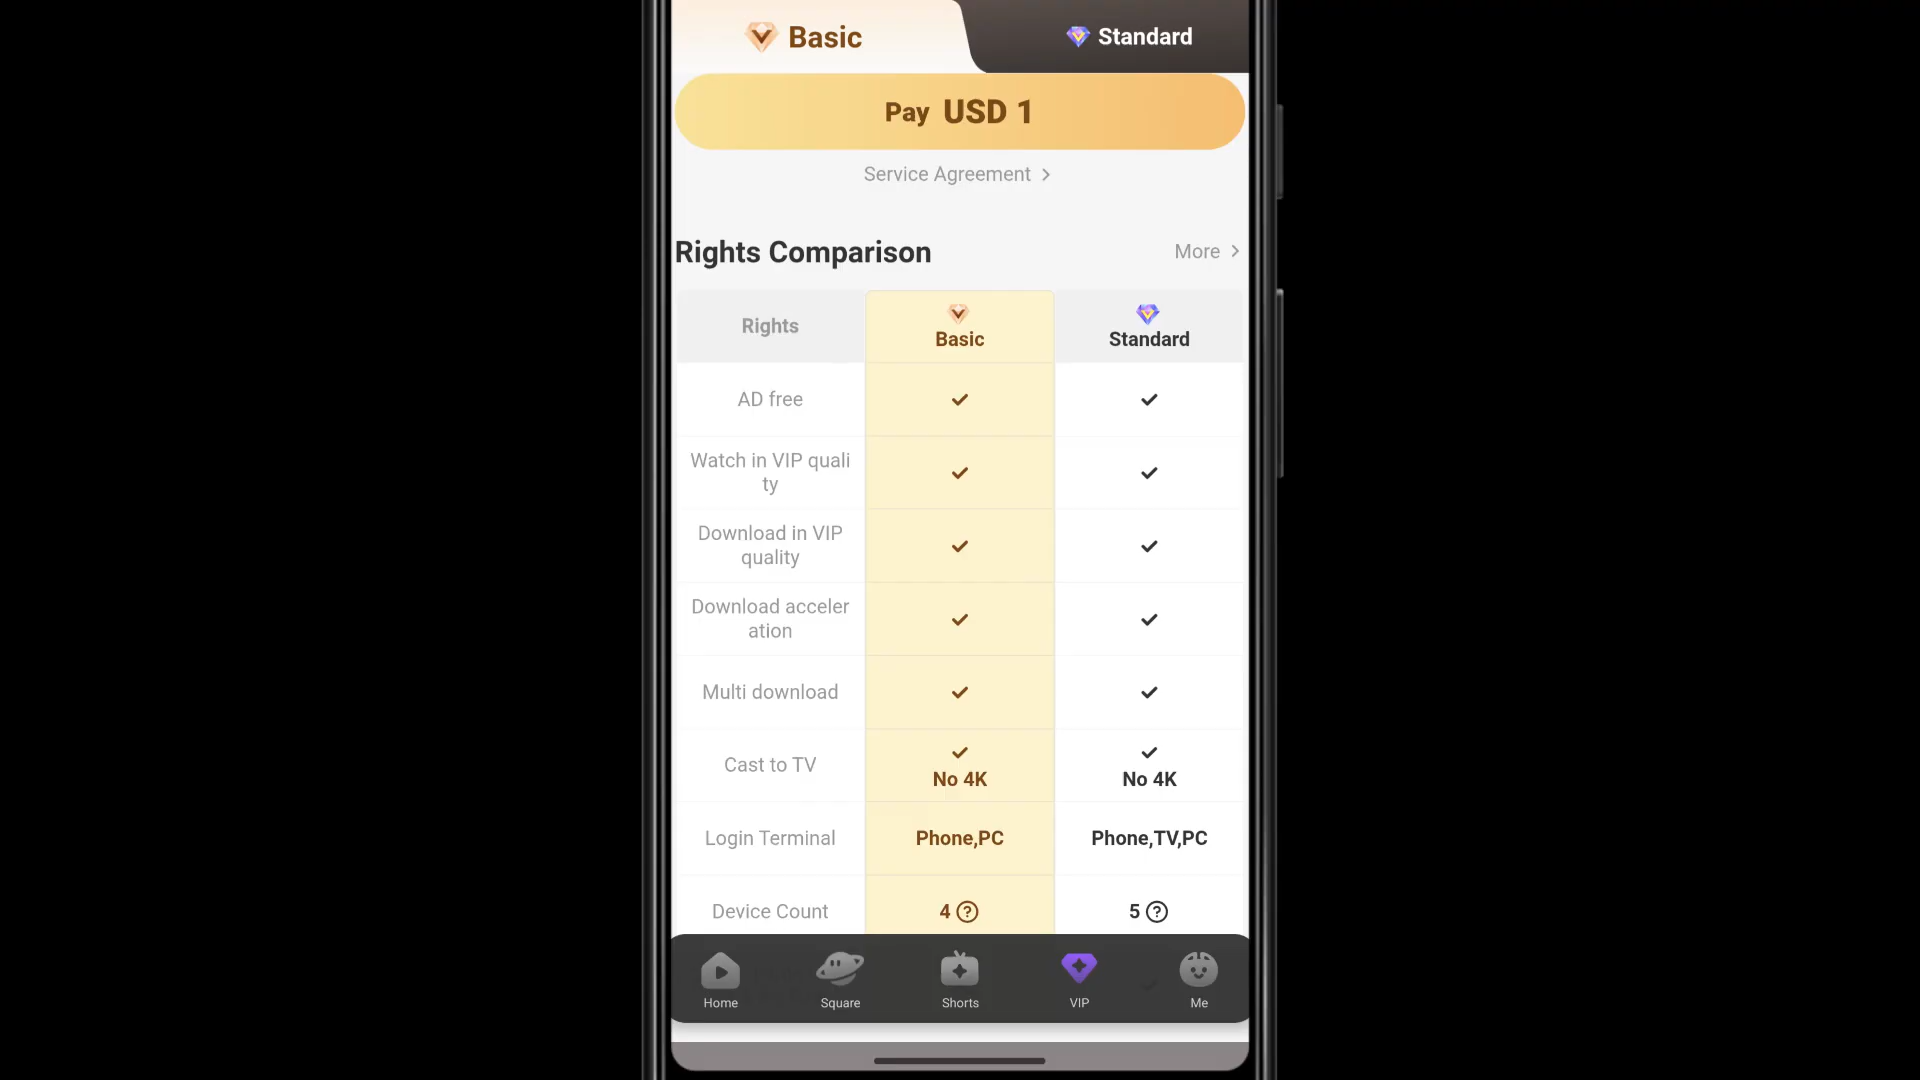 Basic
Standard
Pay USD 1
Service Agreement
Rights Comparison
More
Rights
Basic
Standard
AD free
Watch in VIP quali
ty
Download in VIP
quality
Download acceler
ation
Multi download
Cast to TV
No 4K
No 4K
Login Terminal
Phone,PC
Phone,TV,PC
Device Count
4 ?
5 ?
Home
Square
Shorts
VIP
Me